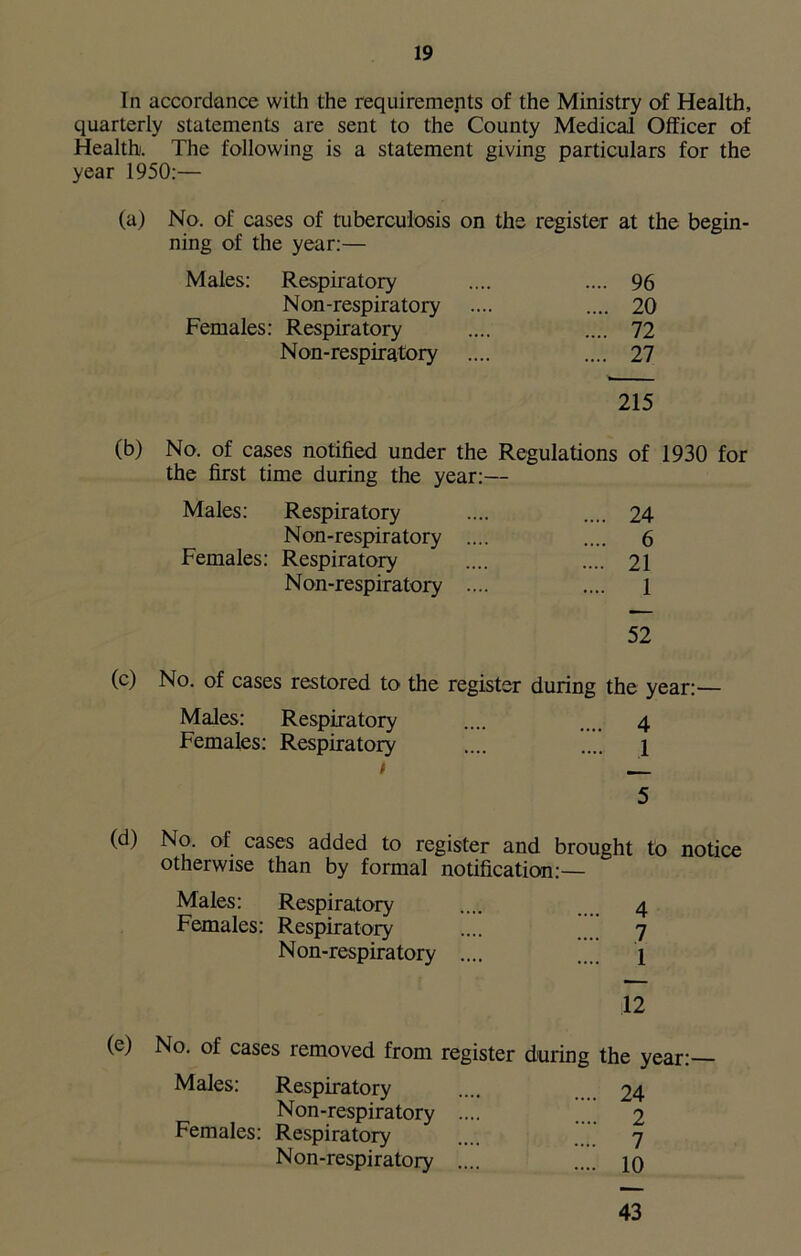 19
In accordance with the requirements of the Ministry of Health,
quarterly statements are sent to the County Medical Officer of
Health. The following is a statement giving particulars for the
year 1950:—
(a) No. of cases of tuberculosis on the register at the begin-
ning of the year:—
Males: Respiratory .... .... 96
Non-respiratory .... .... 20
Females: Respiratory .... .... 72
Non-respiratory .... .... 27
215
(b) No. of cases notified under the Regulations of 1930 for
the first time during the year:—
Males: Respiratory .... .... 24
Non-respiratory .... .... 6
Females: Respiratory .... .... 21
Non-respiratory .... .... 1
52
(c) No. of cases restored to the register during the year:—
Males: Respiratory .... .... 4
Females: Respiratory .... .... 1
5
(d) No. of cases added to register and brought to notice
otherwise than by formal notification:—
Males: Respiratory .... .... 4
Females: Respiratory .... .... 7
Non-respiratory .... .... 1
12
(e) No. of cases removed from register during the year:—
Males: Respiratory .... .... 24
Non-respiratory .... .... 2
Females: Respiratory .... .... 7
Non-respiratory .... .... 10
43